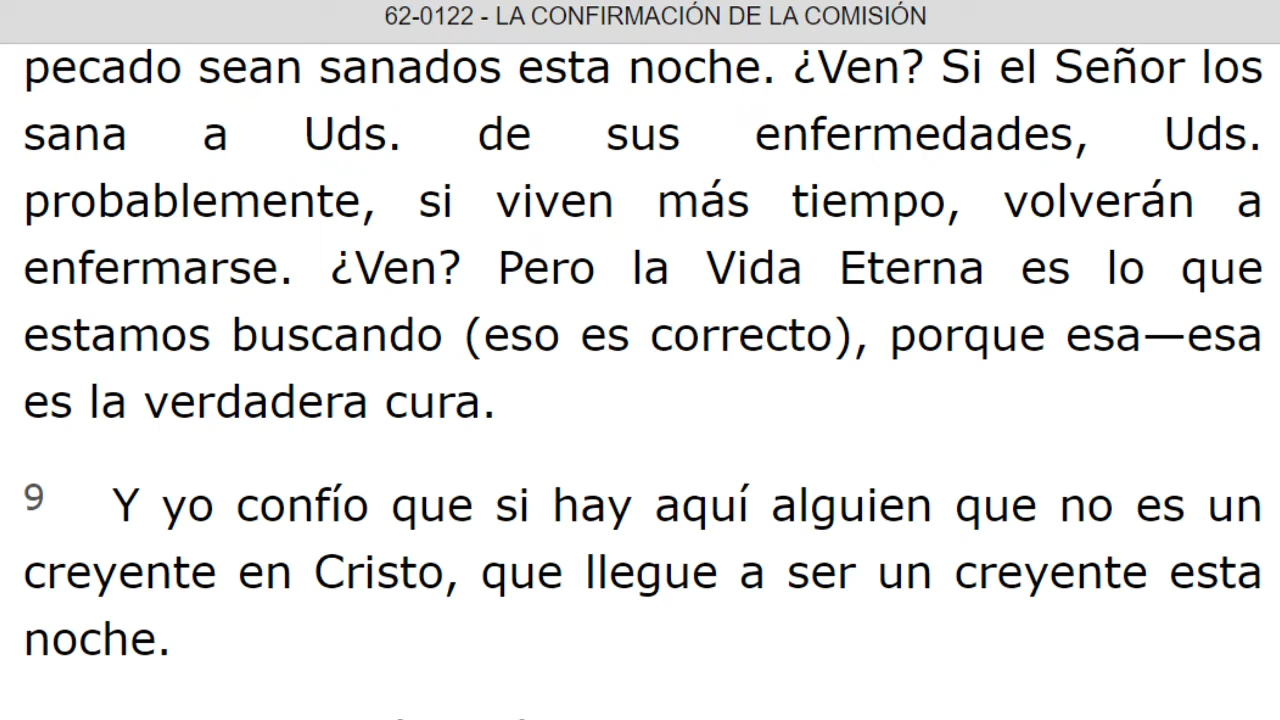 62-0122 - LA CONFIRMACIÓN DE LA COMISIÓN
pecado sean sanados esta noche. ¿Ven? Si el Señor los
sana a Uds. de sus enfermedades, Uds.
probablemente, si viven más tiempo, volverán a
enfermarse. ¿Ven? Pero la Vida Eterna es lo que
estamos buscando (eso es correcto), porque esa—esa
es la verdadera cura.
9 Y yo confío que si hay aquí alguien que no es un
creyente en Cristo, que llegue a ser un creyente esta
noche.